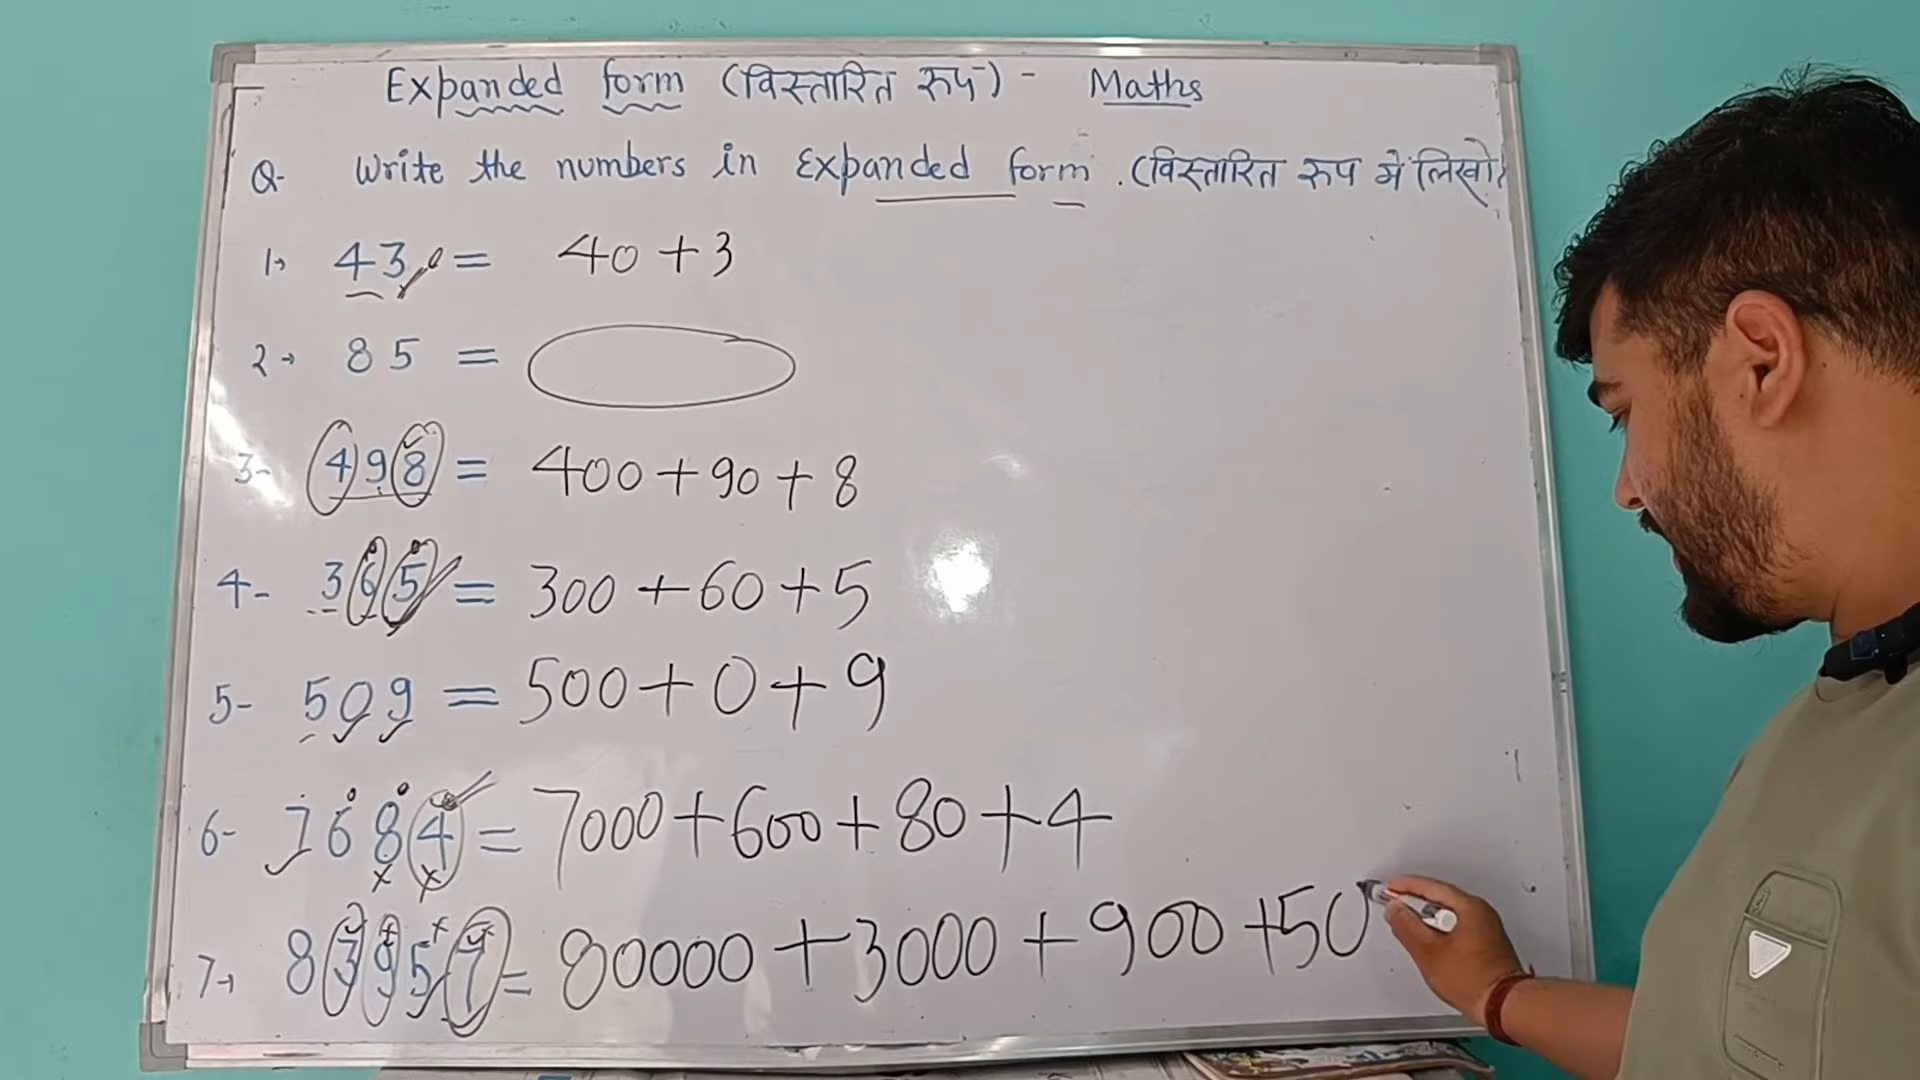 Expanded form (विस्तारित रुप) - Maths
Q- Write the numbers in Expanded form. (विस्तारित रुप में लिखो)
1→ 43 = 40+3
2→ 85 =
3- 498 = 400+90+8
4- 365 = 300+60+5
5- 509 = 500+0+9
6- 7684 = 7000+600+80+4
7→ 83957 = 80000+3000+900+50